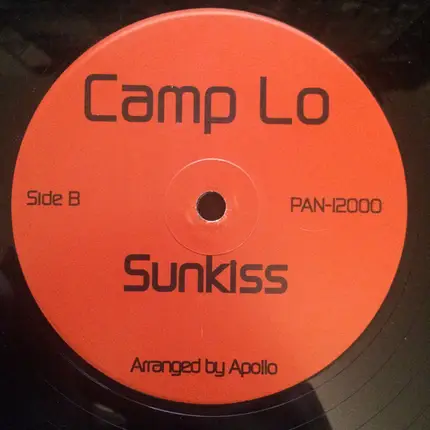 Camp Lo
Side B
PAN-12000
Sunkiss
Arranged by Apollo